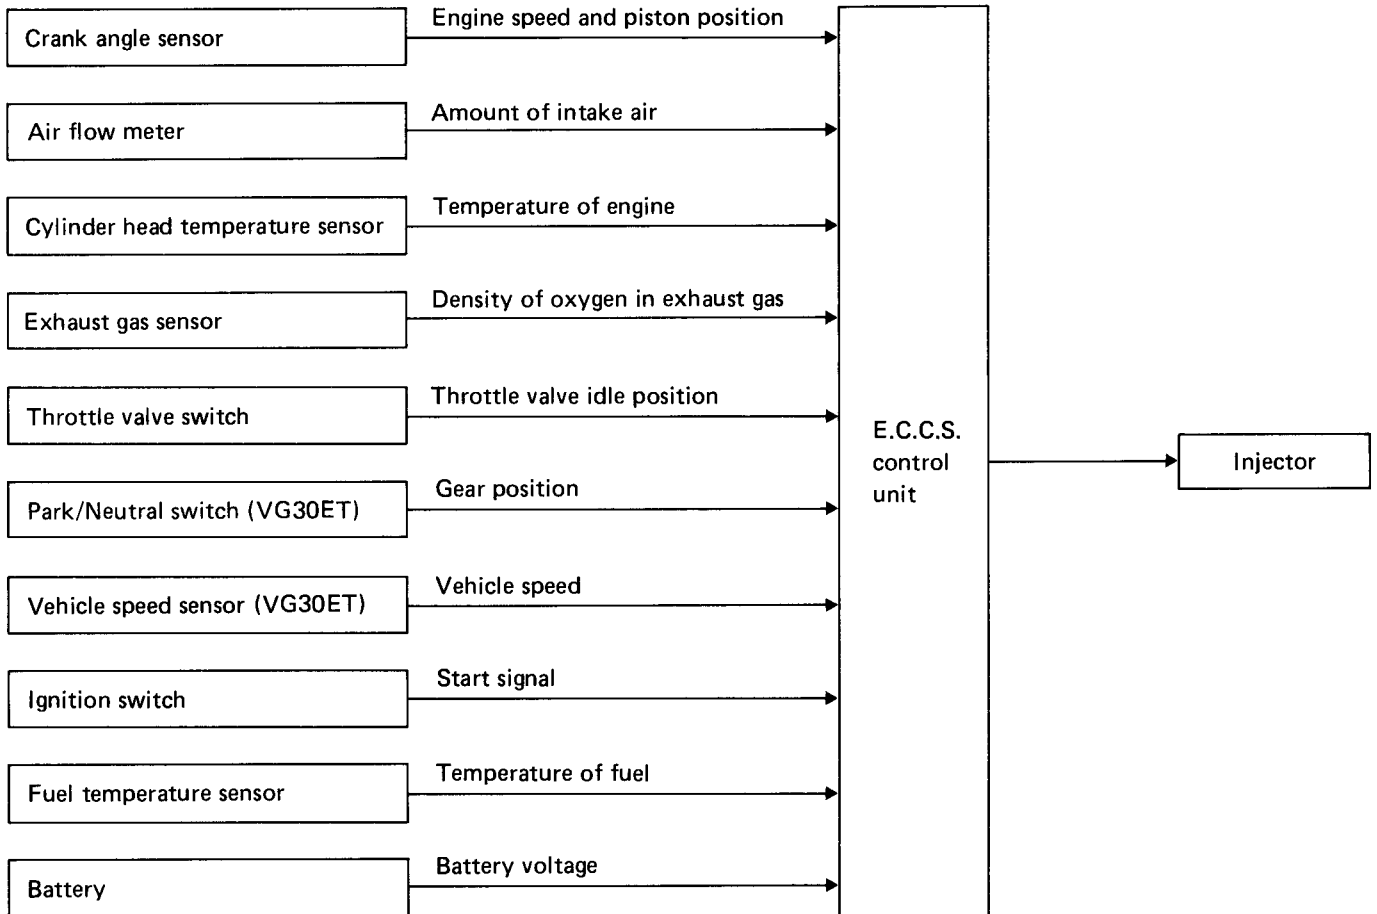 Crank angle sensor
Engine speed and piston position
Air flow meter
Amount of intake air
Cylinder head temperature sensor
Temperature of engine
Exhaust gas sensor
Density of oxygen in exhaust gas
Throttle valve switch
Throttle valve idle position
Park/Neutral switch (VG30ET)
Gear position
Vehicle speed sensor (VG30ET)
Vehicle speed
Ignition switch
Start signal
Fuel temperature sensor
Temperature of fuel
Battery
Battery voltage
E.C.C.S.
control
unit
Injector